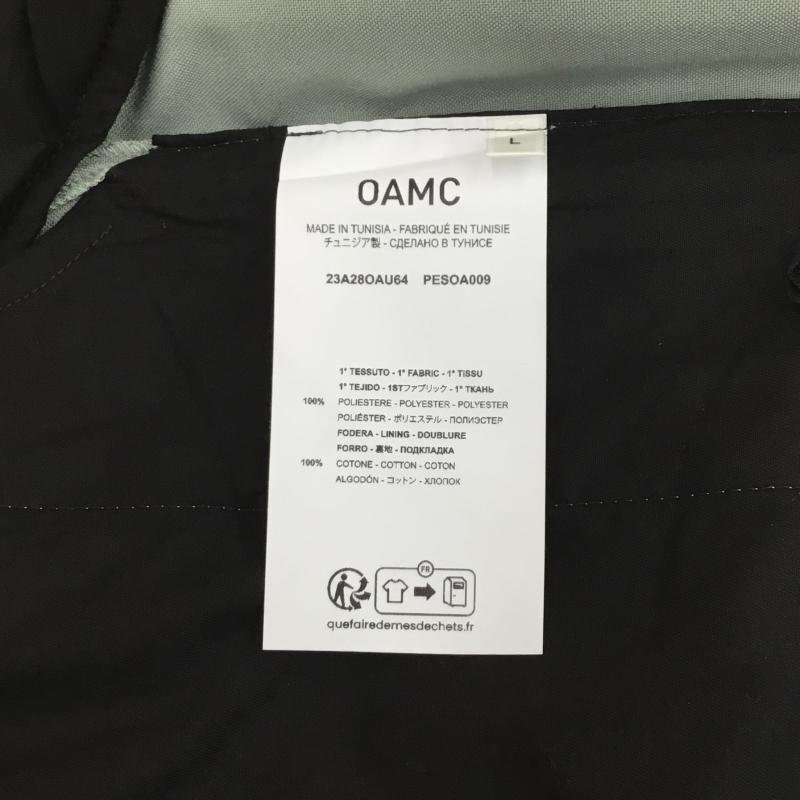 L
OAMC
MADE IN TUNISIA - FABRIQUÉ EN TUNISIE
チュニジア製 - СДЕЛАНО В ТУНИСЕ
23A28OAU64 PESOA009
1° TESSUTO - 1° FABRIC - 1° TISSU
1° TEJIDO - 1STファブリック - 1° ТКАНЬ
100% POLIESTERE - POLYESTER - POLYESTER
POLIÉSTER - ポリエステル - ПОЛИЭСТЕР
FODERA - LINING - DOUBLURE
FORRO - 裏地 - ПОДКЛАДКА
100% COTONE - COTTON - COTON
ALGODÓN - コットン - ХЛОПОК
FR
quefairedemesdechets.fr